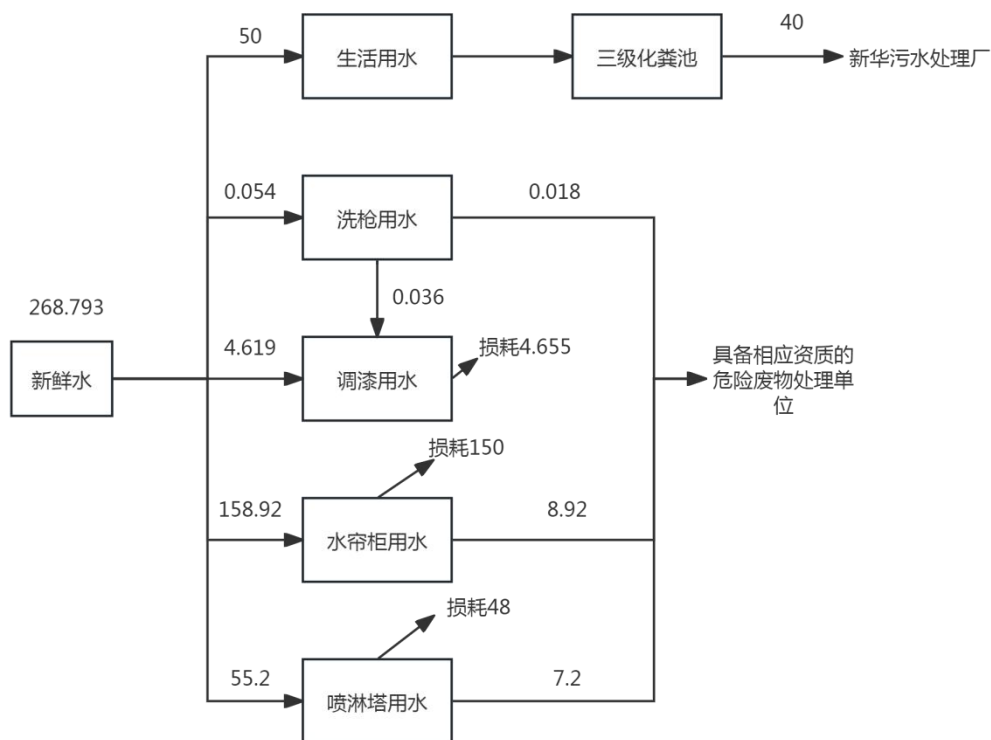 50
生活用水
三级化粪池
40
新华污水处理厂
0.054
洗枪用水
0.018
0.036
268.793
新鲜水
4.619
调漆用水
损耗4.655
具备相应资质的
危险废物处理单
位
损耗150
158.92
水帘柜用水
8.92
损耗48
55.2
喷淋塔用水
7.2